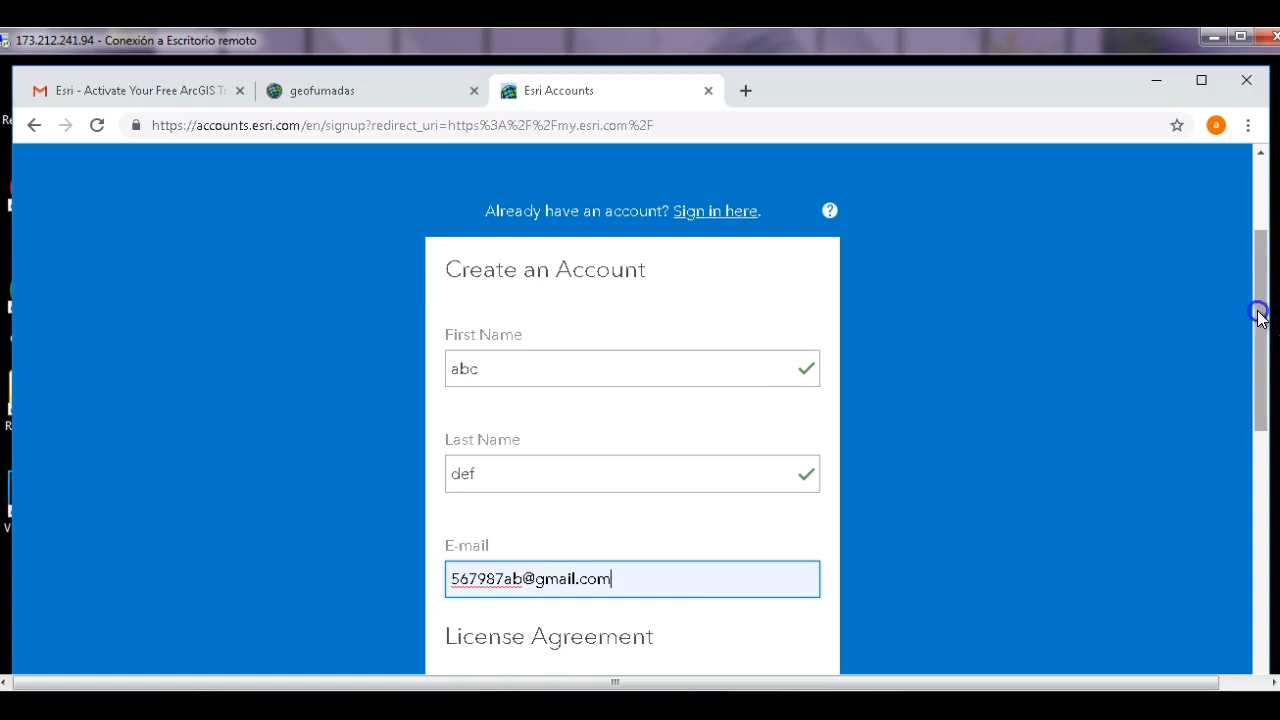 173.212.241.94 - Conexión a Escritorio remoto
Esri - Activate Your Free ArcGIS
geofumadas
Esri Accounts
https://accounts.esri.com/en/signup?redirect_uri=https%3A%2F%2Fmy.esri.com%2F
a
Already have an account? Sign in here.
?
Create an Account
First Name
abc
Last Name
def
E-mail
567987ab@gmail.com
License Agreement